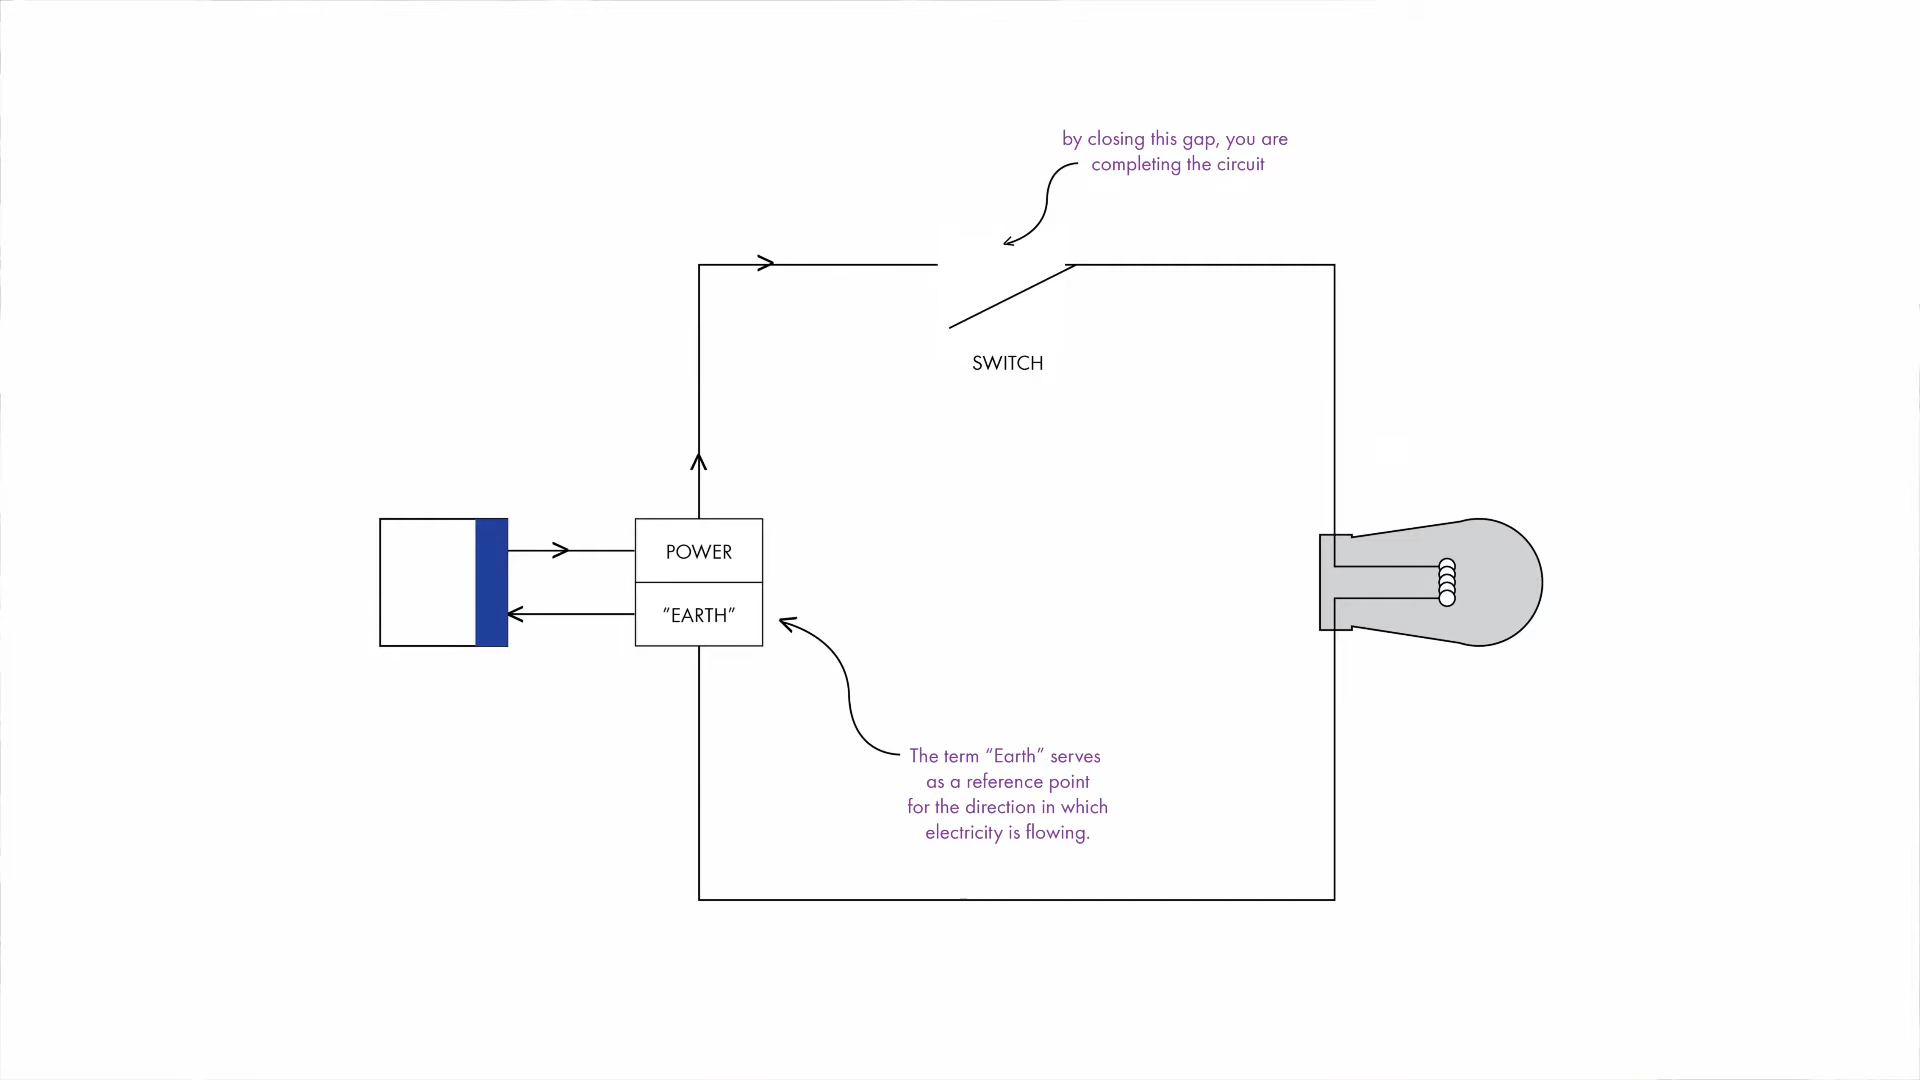 by closing this gap, you are
completing the circuit
SWITCH
POWER
”EARTH”
The term “Earth” serves
as a reference point
for the direction in which
electricity is flowing.